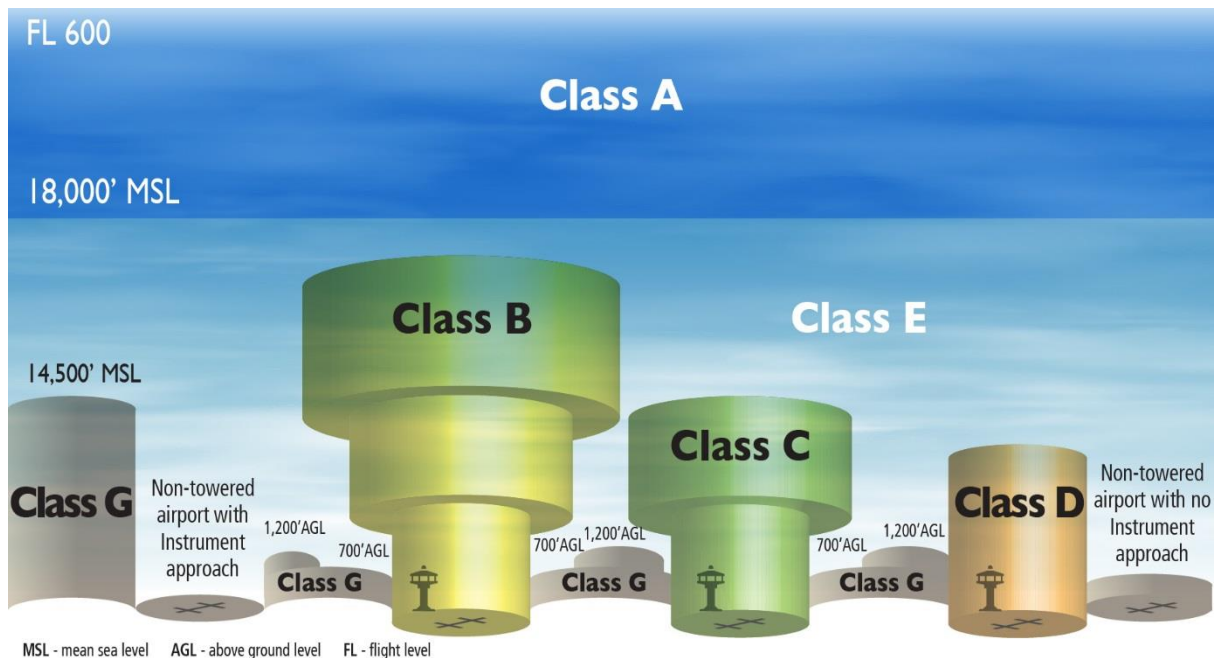 FL 600
Class A
18,000’ MSL
Class B
Class E
14,500’ MSL
Class C
Class G
Non-towered
airport with
Instrument
approach
1,200’AGL
700’AGL
Class G
700’AGL
1,200’AGL
Class G
700’AGL
1,200’AGL
Class G
Class D
Non-towered
airport with no
Instrument
approach
MSL - mean sea level AGL - above ground level FL - flight level